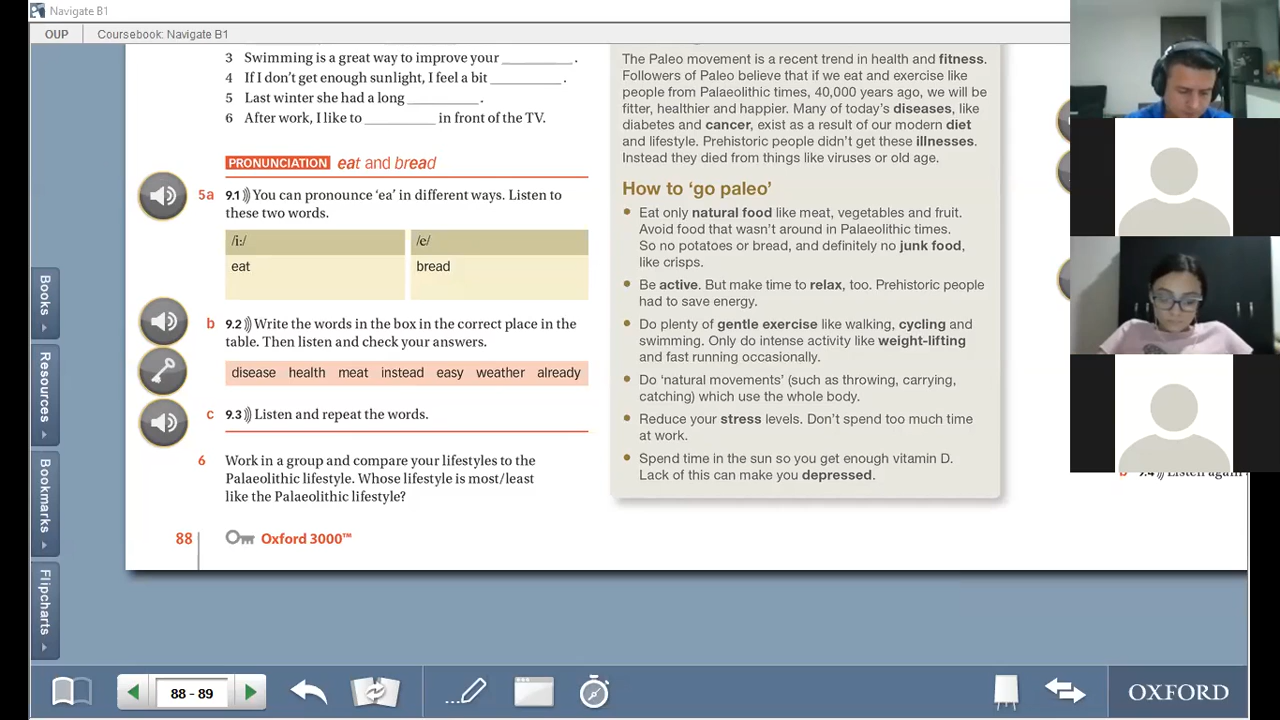 Navigate B1
OUP
Coursebook: Navigate B1
3 Swimming is a great way to improve your ________.
4 If I don't get enough sunlight, I feel a bit ________.
5 Last winter she had a long ________.
6 After work, I like to ________ in front of the TV.
PRONUNCIATION eat and bread
5a 9.1 You can pronounce 'ea' in different ways. Listen to
these two words.
/iː/ /e/
eat bread
b 9.2 Write the words in the box in the correct place in the
table. Then listen and check your answers.
disease health meat instead easy weather already
c 9.3 Listen and repeat the words.
6 Work in a group and compare your lifestyles to the
Palaeolithic lifestyle. Whose lifestyle is most/least
like the Palaeolithic lifestyle?
88 Oxford 3000™
The Paleo movement is a recent trend in health and fitness.
Followers of Paleo believe that if we eat and exercise like
people from Palaeolithic times, 40,000 years ago, we will be
fitter, healthier and happier. Many of today's diseases, like
diabetes and cancer, exist as a result of our modern diet
and lifestyle. Prehistoric people didn't get these illnesses.
Instead they died from things like viruses or old age.
How to 'go paleo'
• Eat only natural food like meat, vegetables and fruit.
Avoid food that wasn't around in Palaeolithic times.
So no potatoes or bread, and definitely no junk food,
like crisps.
• Be active. But make time to relax, too. Prehistoric people
had to save energy.
• Do plenty of gentle exercise like walking, cycling and
swimming. Only do intense activity like weight-lifting
and fast running occasionally.
• Do 'natural movements' (such as throwing, carrying,
catching) which use the whole body.
• Reduce your stress levels. Don't spend too much time
at work.
• Spend time in the sun so you get enough vitamin D.
Lack of this can make you depressed.
Listen again
Books
Resources
Bookmarks
Flipcharts
88 - 89
OXFORD